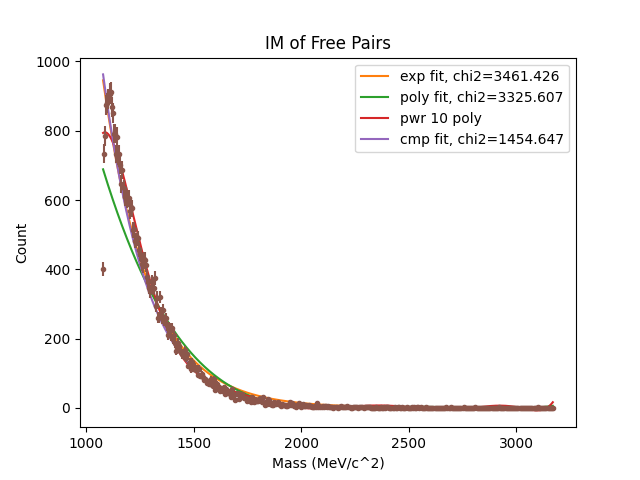 IM of Free Pairs
exp fit, chi2=3461.426
poly fit, chi2=3325.607
pwr 10 poly
cmp fit, chi2=1454.647
Count
1000
800
600
400
200
0
1000 1500 2000 2500 3000
Mass (MeV/c^2)